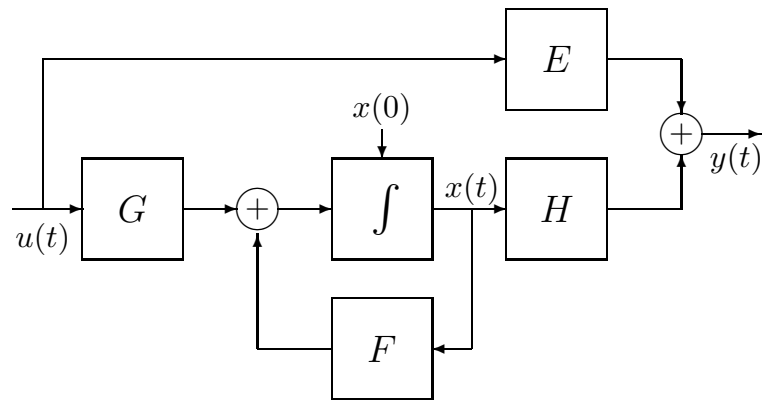 E
x(0)
+
y(t)
G
+
∫
x(t)
H
u(t)
F